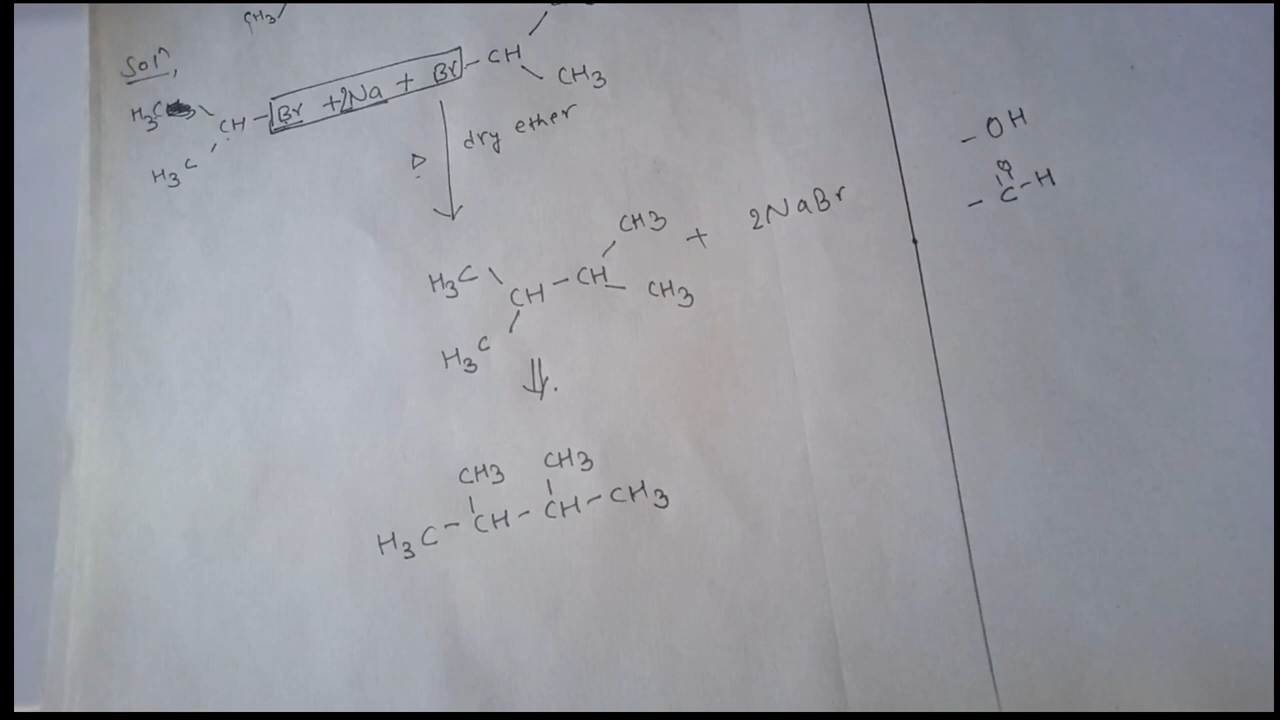 CH3
Solⁿ,
H3C
CH - Br + 2Na + Br - CH
CH3
H3C
Δ dry ether
CH3
H3C CH - CH CH3 + 2NaBr
H3C
CH3 CH3
H3C - CH - CH - CH3
- OH
O
- C - H